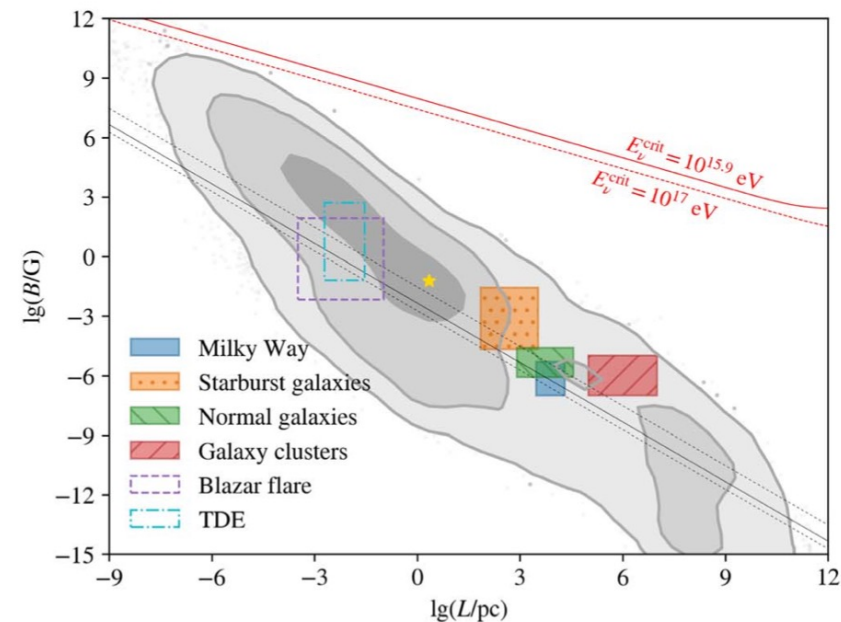 12
9
6
3
0
−3
−6
−9
−12
−15
lg(B/G)
E_ν^crit = 10^15.9 eV
E_ν^crit = 10^17 eV
Milky Way
Starburst galaxies
Normal galaxies
Galaxy clusters
Blazar flare
TDE
−9 −6 −3 0 3 6 9 12
lg(L/pc)